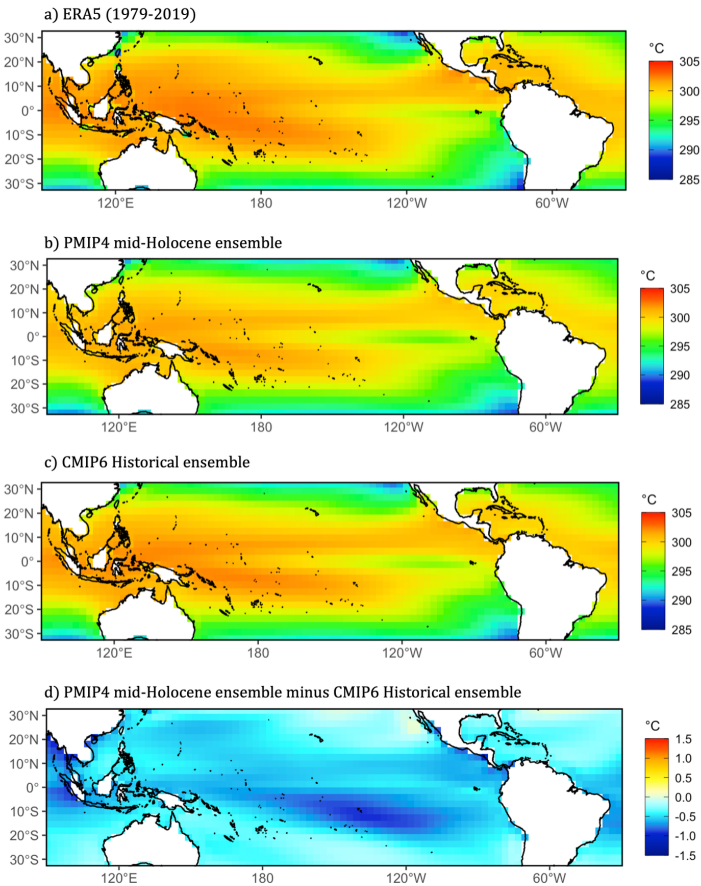 a) ERA5 (1979-2019)
30°N
20°N
10°N
0°
10°S
20°S
30°S
120°E 180 120°W 60°W
°C
305
300
295
290
285
b) PMIP4 mid-Holocene ensemble
30°N
20°N
10°N
0°
10°S
20°S
30°S
120°E 180 120°W 60°W
°C
305
300
295
290
285
c) CMIP6 Historical ensemble
30°N
20°N
10°N
0°
10°S
20°S
30°S
120°E 180 120°W 60°W
°C
305
300
295
290
285
d) PMIP4 mid-Holocene ensemble minus CMIP6 Historical ensemble
30°N
20°N
10°N
0°
10°S
20°S
30°S
120°E 180 120°W 60°W
°C
1.5
1.0
0.5
0.0
-0.5
-1.0
-1.5